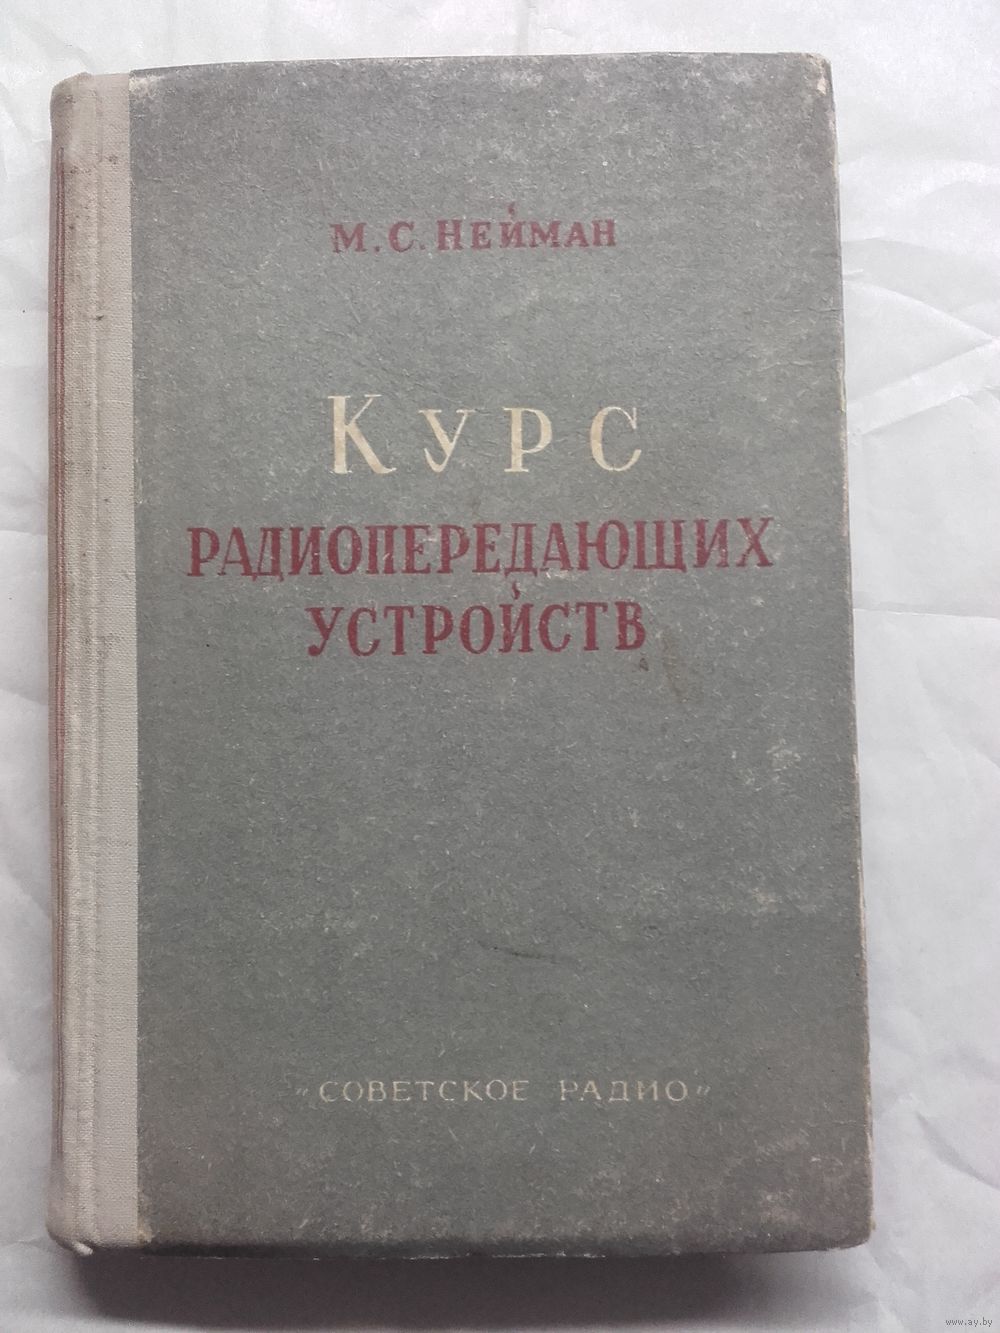 М. С. НЕЙМАН
КУРС
РАДИОПЕРЕДАЮЩИХ
УСТРОЙСТВ
"СОВЕТСКОЕ РАДИО"
www.ay.by